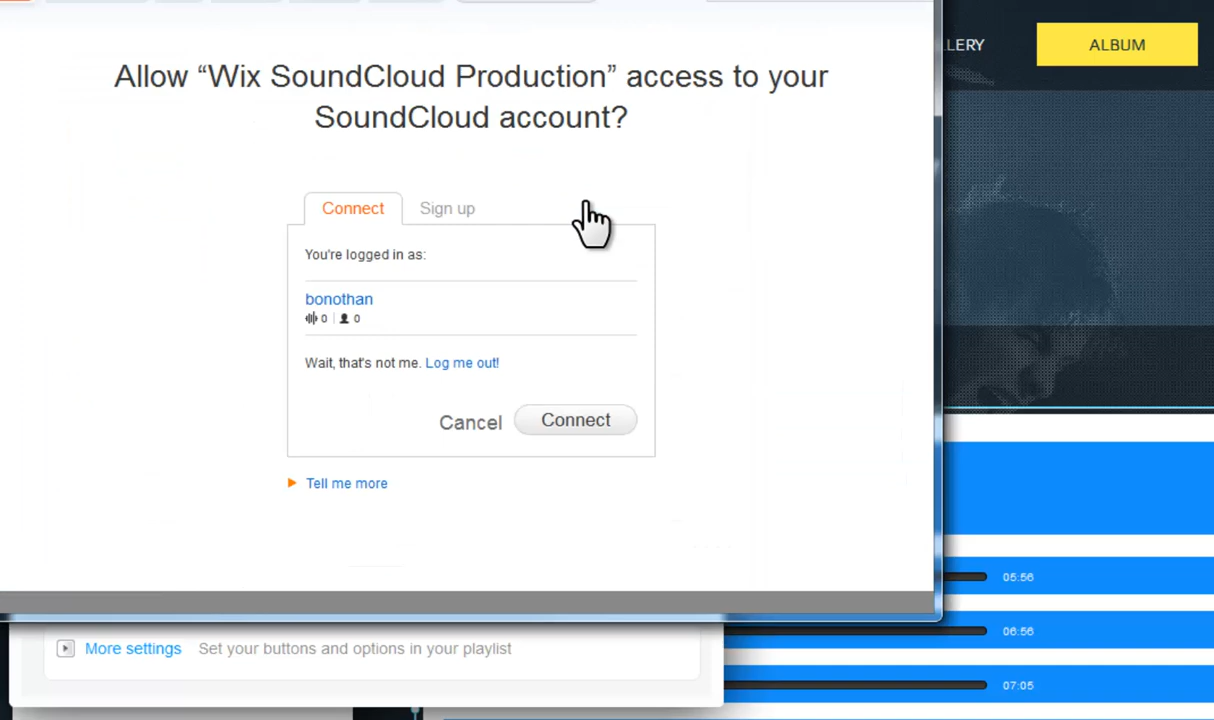 LERY
ALBUM
Allow “Wix SoundCloud Production” access to your
SoundCloud account?
Connect
Sign up
You're logged in as:
bonothan
0 0
Wait, that's not me. Log me out!
Cancel
Connect
Tell me more
05:56
06:56
More settings
Set your buttons and options in your playlist
07:05